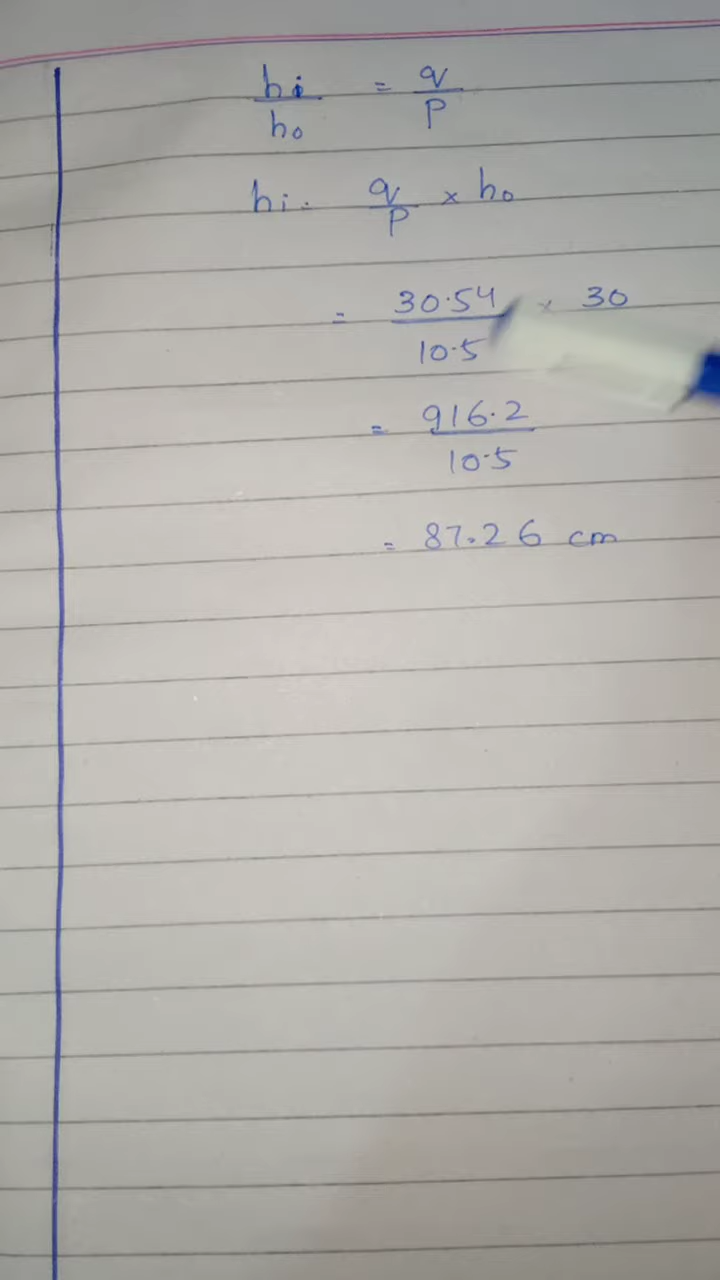 hi/ho = q/p
hi = q/p × ho
= 30.54/10.5 × 30
= 916.2/10.5
= 87.26 cm